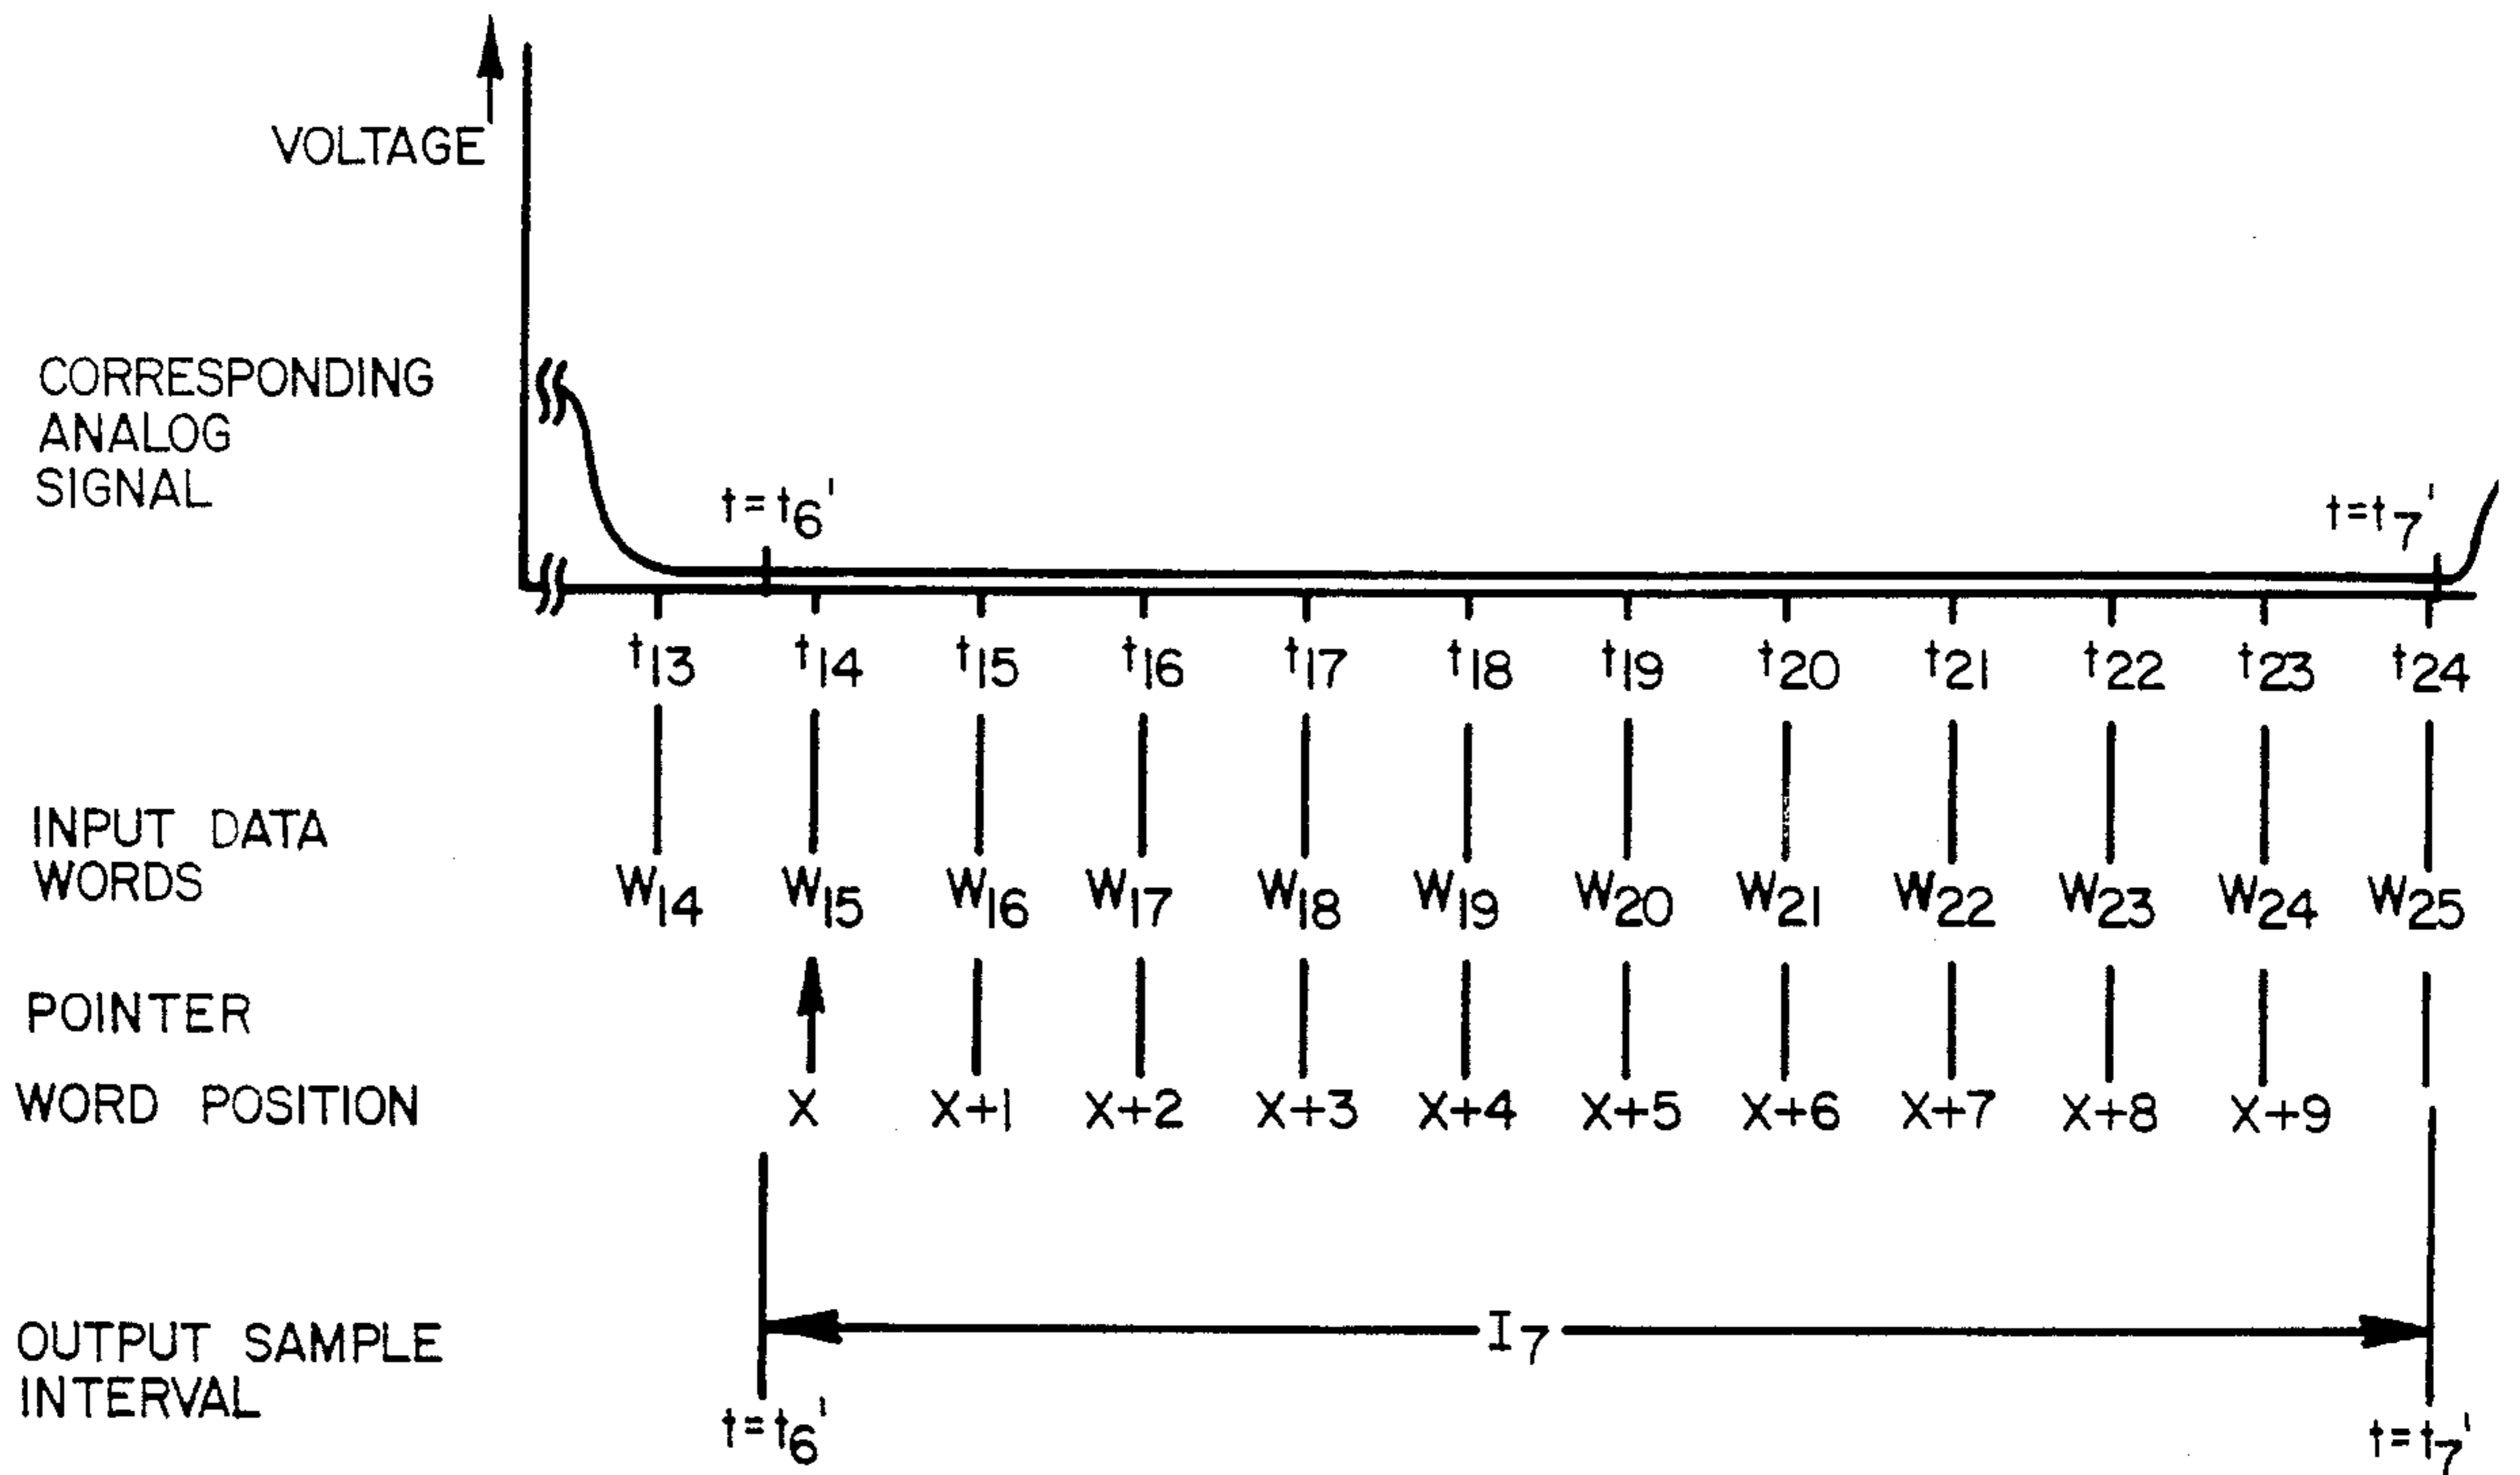 VOLTAGE
CORRESPONDING
ANALOG
SIGNAL
t=t6' t=t7'
t13 t14 t15 t16 t17 t18 t19 t20 t21 t22 t23 t24
INPUT DATA
WORDS
W14 W15 W16 W17 W18 W19 W20 W21 W22 W23 W24 W25
POINTER
WORD POSITION X X+1 X+2 X+3 X+4 X+5 X+6 X+7 X+8 X+9
OUTPUT SAMPLE
INTERVAL
I7
t=t6' t=t7'